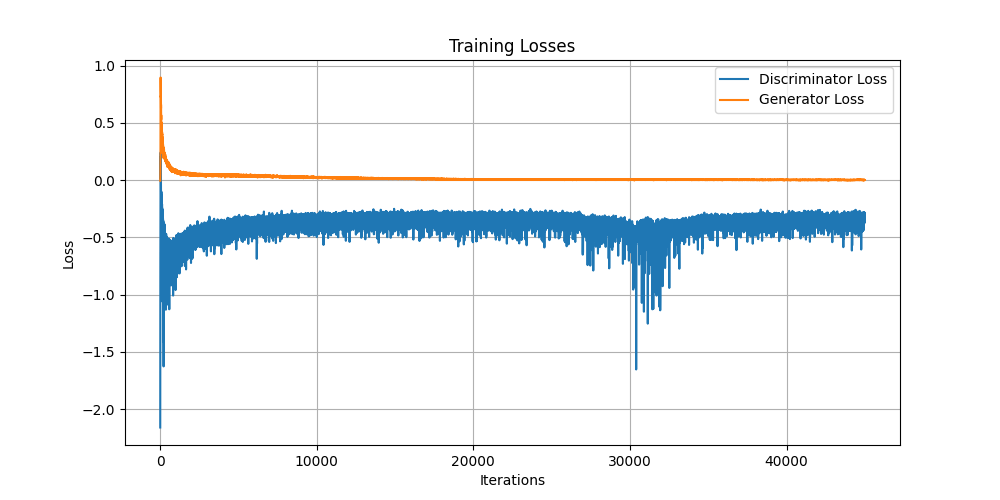 Training Losses
1.0
0.5
0.0
−0.5
−1.0
−1.5
−2.0
Loss
Discriminator Loss
Generator Loss
0
10000
20000
30000
40000
Iterations